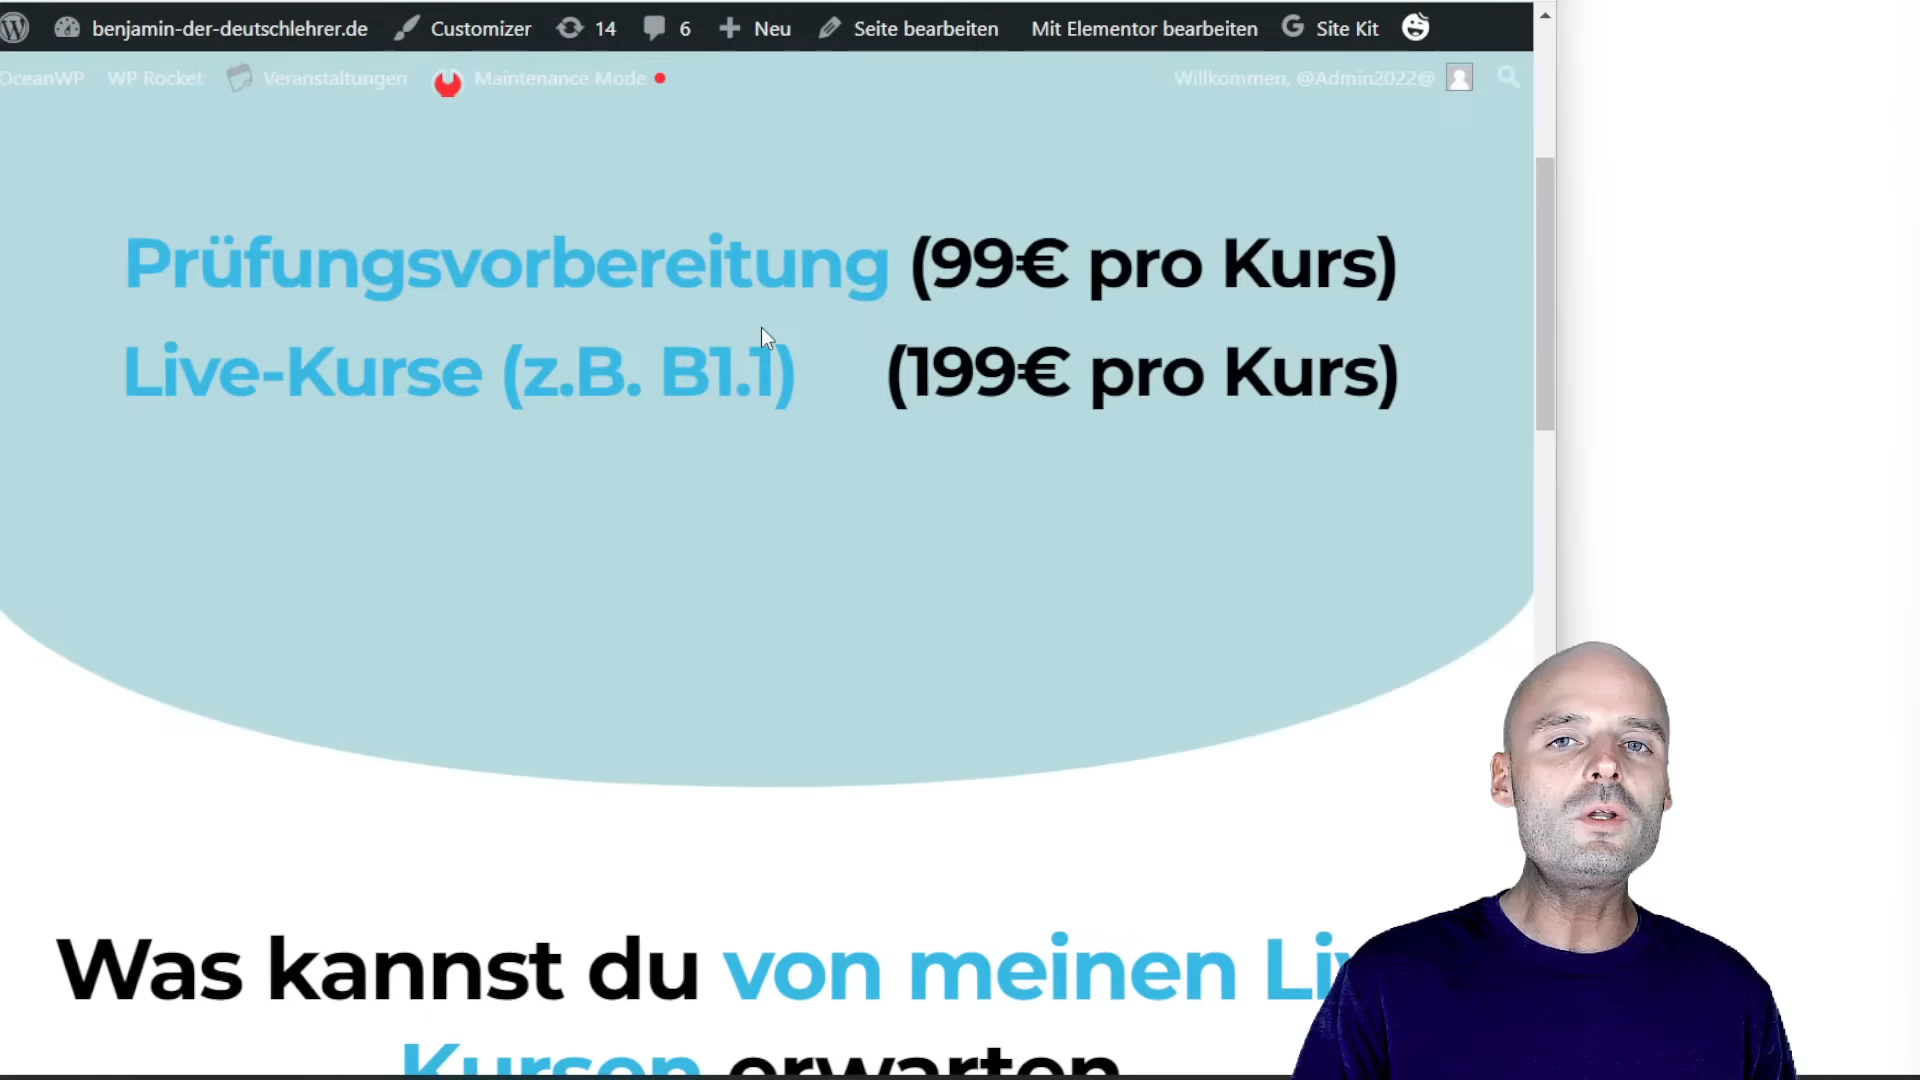 benjamin-der-deutschlehrer.de Customizer 14 6 Neu Seite bearbeiten Mit Elementor bearbeiten Site Kit
OceanWP WP Rocket Veranstaltungen Maintenance Mode Willkommen, @Admin2022@
Prüfungsvorbereitung (99€ pro Kurs)
Live-Kurse (z.B. B1.1) (199€ pro Kurs)
Was kannst du von meinen Li
Kursen erwarten